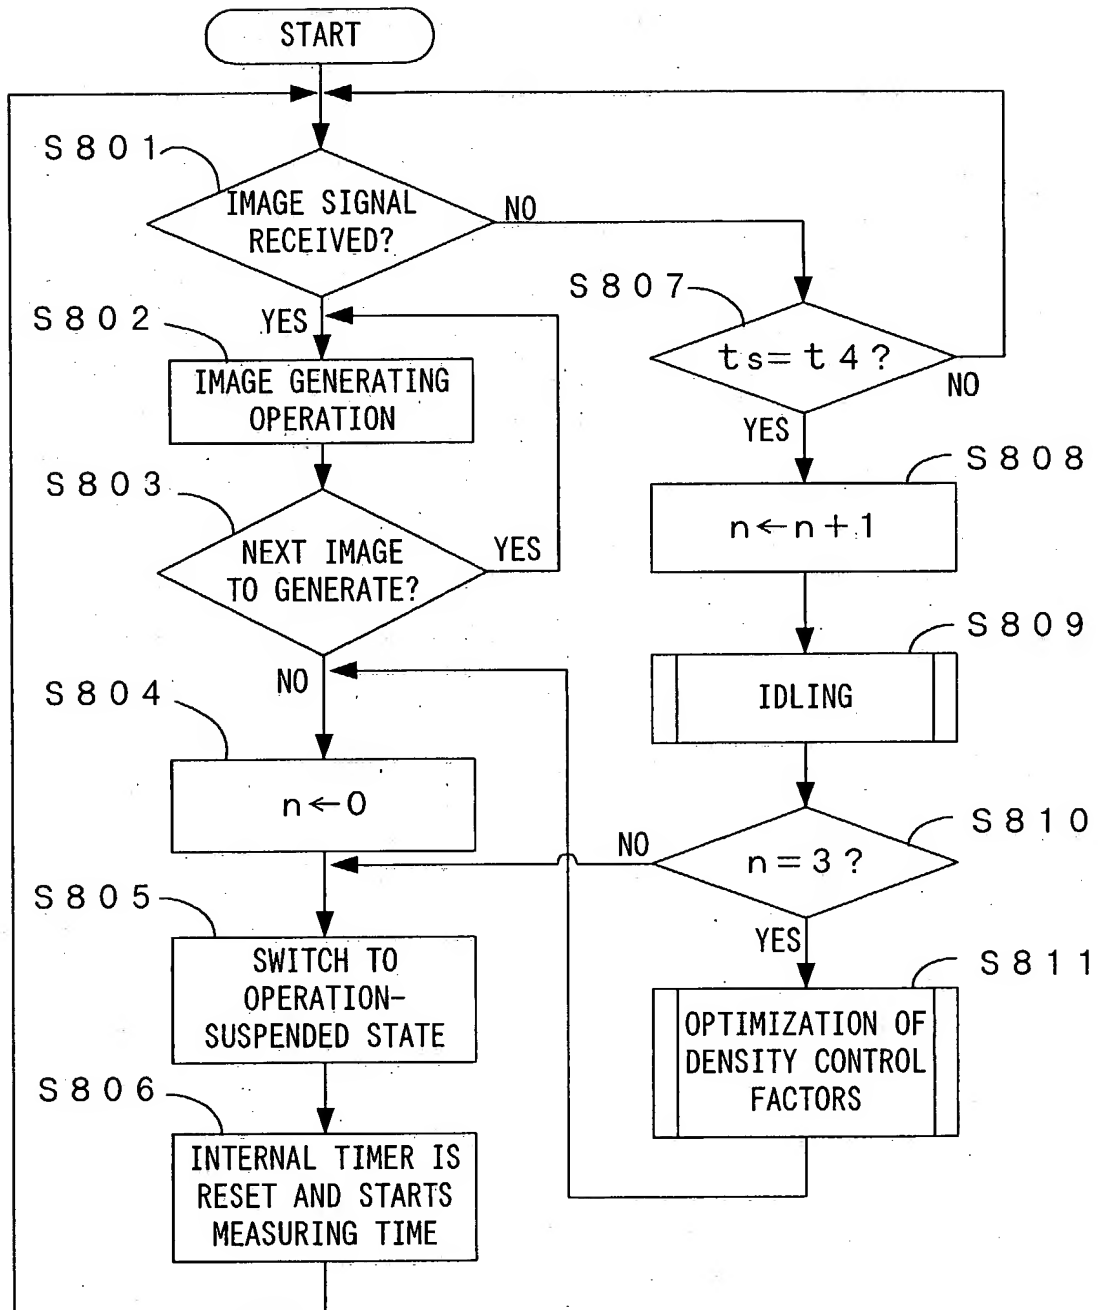 START
S801
IMAGE SIGNAL
RECEIVED?
NO
YES
S802
IMAGE GENERATING
OPERATION
S803
NEXT IMAGE
TO GENERATE?
YES
NO
S804
n←0
S805
SWITCH TO
OPERATION-
SUSPENDED STATE
S806
INTERNAL TIMER IS
RESET AND STARTS
MEASURING TIME
S807
ts=t4?
NO
YES
S808
n←n+1
S809
IDLING
S810
n=3?
NO
YES
S811
OPTIMIZATION OF
DENSITY CONTROL
FACTORS